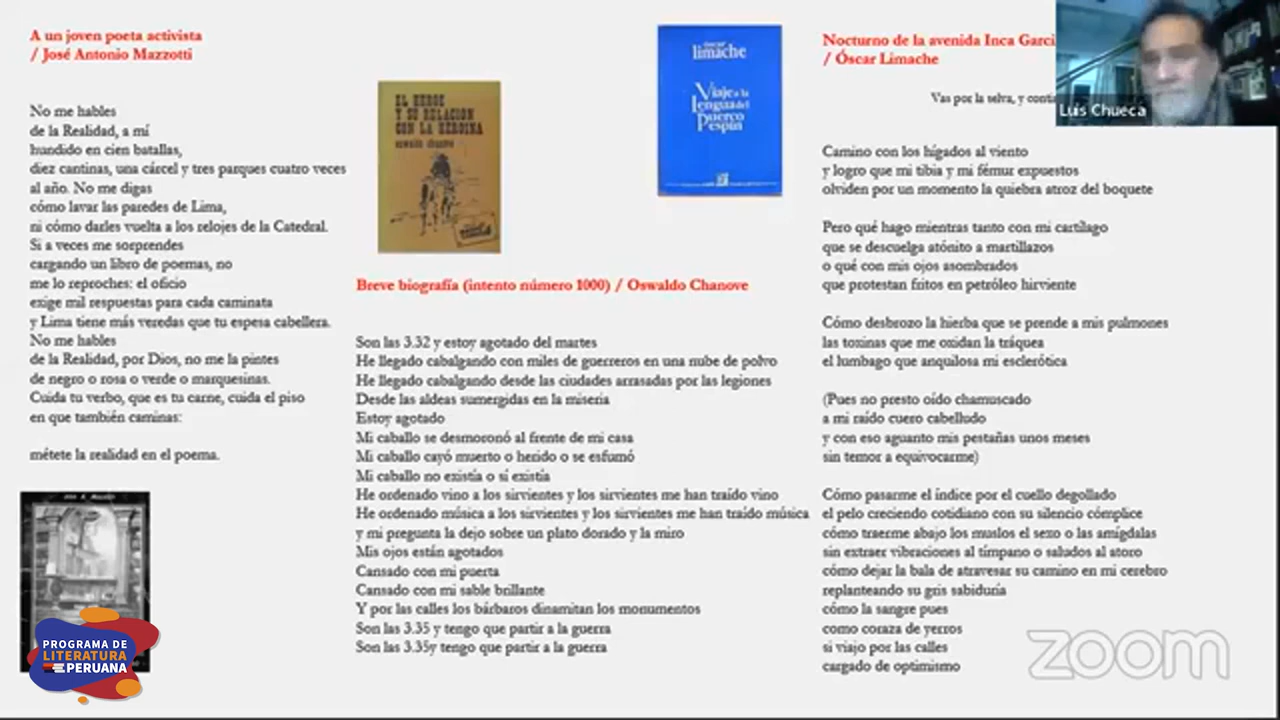 A un joven poeta activista
/ José Antonio Mazzotti
No me hables
de la Realidad, a mí
hundido en cien batallas,
diez cantinas, una cárcel y tres parques cuatro veces
al año. No me digas
cómo lavar las paredes de Lima,
ni cómo darles vuelta a los relojes de la Catedral.
Si a veces me sorprendes
cargando un libro de poemas, no
me lo reproches: el oficio
exige mil respuestas para cada caminata
y Lima tiene más veredas que tu espesa cabellera.
No me hables
de la Realidad, por Dios, no me la pintes
de negro o rosa o verde o marquesinas.
Cuida tu verbo, que es tu carne, cuida el piso
en que también caminas:
métete la realidad en el poema.
PROGRAMA DE
LITERATURA
PERUANA
EL HEROE
Y SU RELACION
CON LA HEROINA
oswaldo chanove
Breve biografía (intento número 1000) / Oswaldo Chanove
Son las 3.32 y estoy agotado del martes
He llegado cabalgando con miles de guerreros en una nube de polvo
He llegado cabalgando desde las ciudades arrasadas por las legiones
Desde las aldeas sumergidas en la miseria
Estoy agotado
Mi caballo se desmoronó al frente de mi casa
Mi caballo cayó muerto o herido o se esfumó
Mi caballo no existía o sí existía
He ordenado vino a los sirvientes y los sirvientes me han traído vino
He ordenado música a los sirvientes y los sirvientes me han traído música
y mi pregunta la dejo sobre un plato dorado y la miro
Mis ojos están agotados
Cansado con mi puerta
Cansado con mi sable brillante
Y por las calles los bárbaros dinamitan los monumentos
Son las 3.35 y tengo que partir a la guerra
Son las 3.35y tengo que partir a la guerra
óscar
limache
Viaje a la
lengua del
Puerco
Espín
Nocturno de la avenida Inca Garci
/ Óscar Limache
Vas por la selva, y conti
Camino con los hígados al viento
y logro que mi tibia y mi fémur expuestos
olviden por un momento la quiebra atroz del boquete
Pero qué hago mientras tanto con mi cartílago
que se descuelga atónito a martillazos
o qué con mis ojos asombrados
que protestan fritos en petróleo hirviente
Cómo desbrozo la hierba que se prende a mis pulmones
las toxinas que me oxidan la tráquea
el lumbago que anquilosa mi esclerótica
(Pues no presto oído chamuscado
a mi raído cuero cabelludo
y con eso aguanto mis pestañas unos meses
sin temor a equivocarme)
Cómo pasarme el índice por el cuello degollado
el pelo creciendo cotidiano con su silencio cómplice
cómo traerme abajo los muslos el sexo o las amígdalas
sin extraer vibraciones al tímpano o saludos al atoro
cómo dejar la bala de atravesar su camino en mi cerebro
replanteando su gris sabiduría
cómo la sangre pues
como coraza de yerros
si viajo por las calles
cargado de optimismo
Luis Chueca
zoom